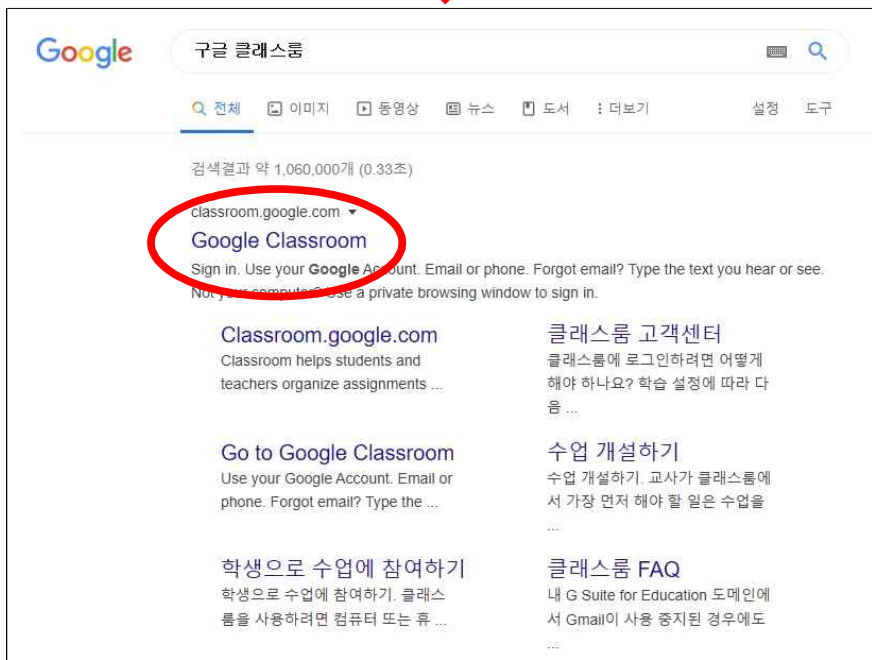 Google
구글 클래스룸
전체 이미지 동영상 뉴스 도서 더보기 설정 도구
검색결과 약 1,060,000개 (0.33초)
classroom.google.com
Google Classroom
Sign in. Use your Google Account. Email or phone. Forgot email? Type the text you hear or see.
Not your computer? Use a private browsing window to sign in.
Classroom.google.com
Classroom helps students and
teachers organize assignments ...
클래스룸 고객센터
클래스룸에 로그인하려면 어떻게
해야 하나요? 학습 설정에 따라 다
음 ...
Go to Google Classroom
Use your Google Account. Email or
phone. Forgot email? Type the ...
수업 개설하기
수업 개설하기. 교사가 클래스룸에
서 가장 먼저 해야 할 일은 수업을
...
학생으로 수업에 참여하기
학생으로 수업에 참여하기. 클래스
룸을 사용하려면 컴퓨터 또는 휴 ...
클래스룸 FAQ
내 G Suite for Education 도메인에
서 Gmail이 사용 중지된 경우에도
...